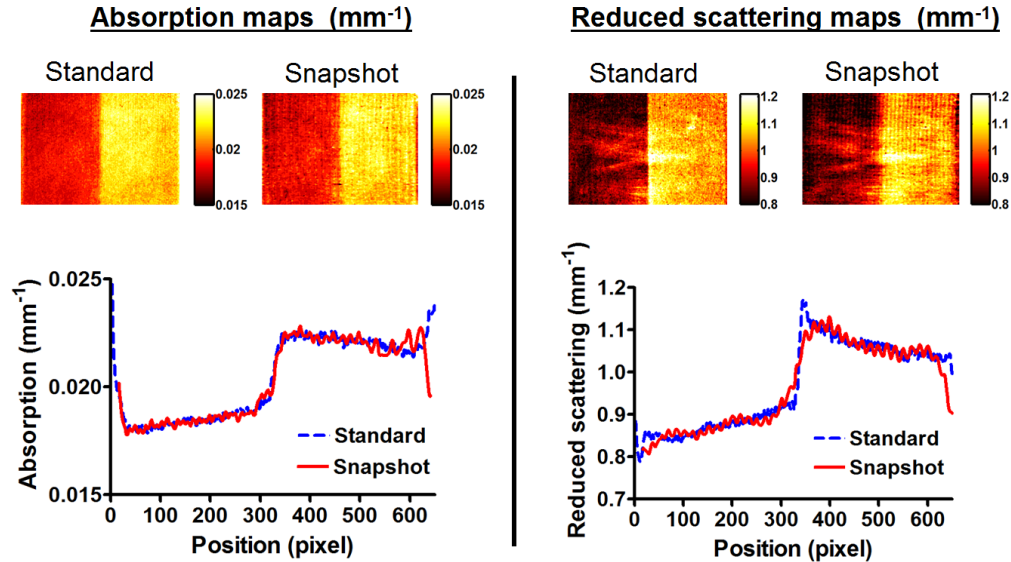 Absorption maps (mm-1)
Reduced scattering maps (mm-1)
Standard
Snapshot
Standard
Snapshot
0.025
0.02
0.015
0.025
0.02
0.015
1.2
1.1
1
0.9
0.8
1.2
1.1
1
0.9
0.8
Absorption (mm-1)
0.025
0.020
0.015
Standard
Snapshot
0 100 200 300 400 500 600
Position (pixel)
Reduced scattering (mm-1)
1.2
1.1
1.0
0.9
0.8
0.7
Standard
Snapshot
0 100 200 300 400 500 600
Position (pixel)